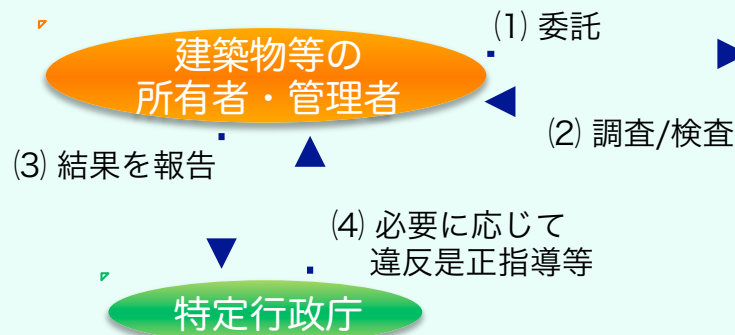 ⑴ 委託
建築物等の
所有者・管理者
⑵ 調査/検査
⑶ 結果を報告
⑷ 必要に応じて
違反是正指導等
特定行政庁